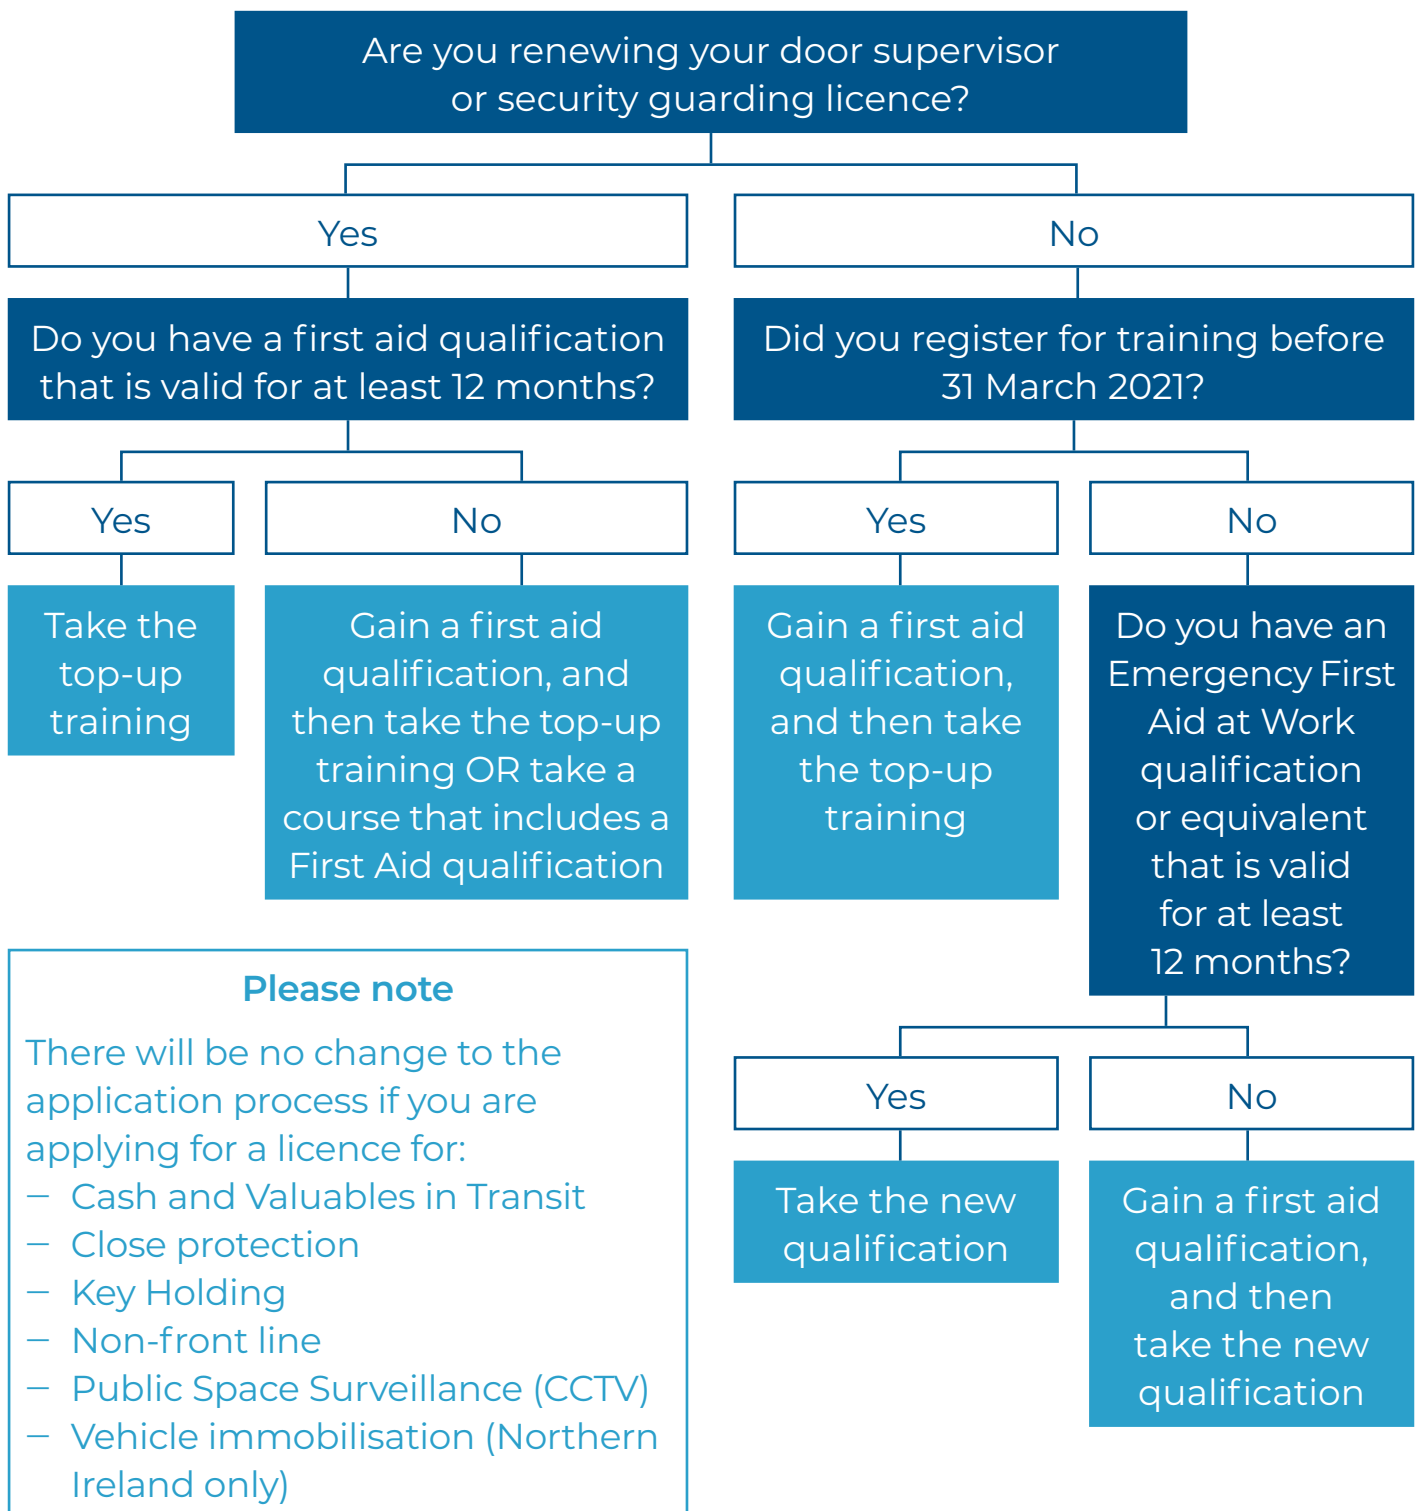 Are you renewing your door supervisor
or security guarding licence?
Yes
No
Do you have a first aid qualification
that is valid for at least 12 months?
Did you register for training before
31 March 2021?
Yes
No
Yes
No
Take the
top-up
training
Gain a first aid
qualification, and
then take the top-up
training OR take a
course that includes a
First Aid qualification
Gain a first aid
qualification,
and then take
the top-up
training
Do you have an
Emergency First
Aid at Work
qualification
or equivalent
that is valid
for at least
12 months?
Please note
There will be no change to the
application process if you are
applying for a licence for:
– Cash and Valuables in Transit
– Close protection
– Key Holding
– Non-front line
– Public Space Surveillance (CCTV)
– Vehicle immobilisation (Northern
Ireland only)
Yes
No
Take the new
qualification
Gain a first aid
qualification,
and then
take the new
qualification